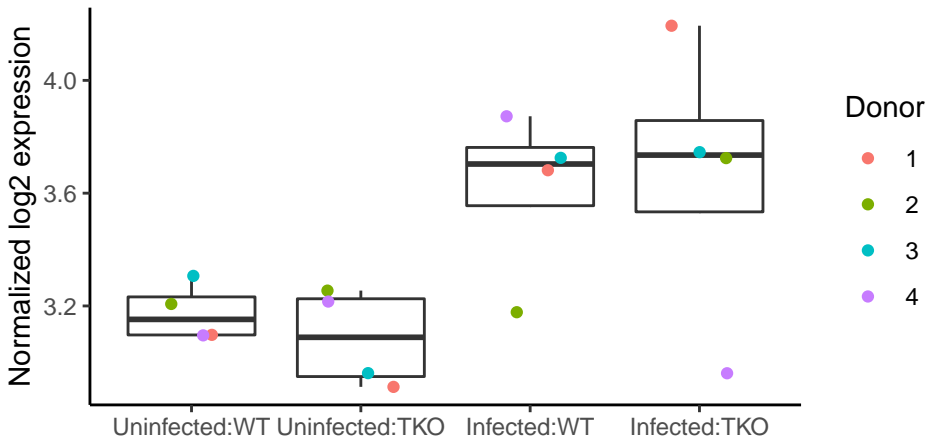 Normalized log2 expression
4.0
3.6
3.2
Uninfected:WT
Uninfected:TKO
Infected:WT
Infected:TKO
Donor
1
2
3
4